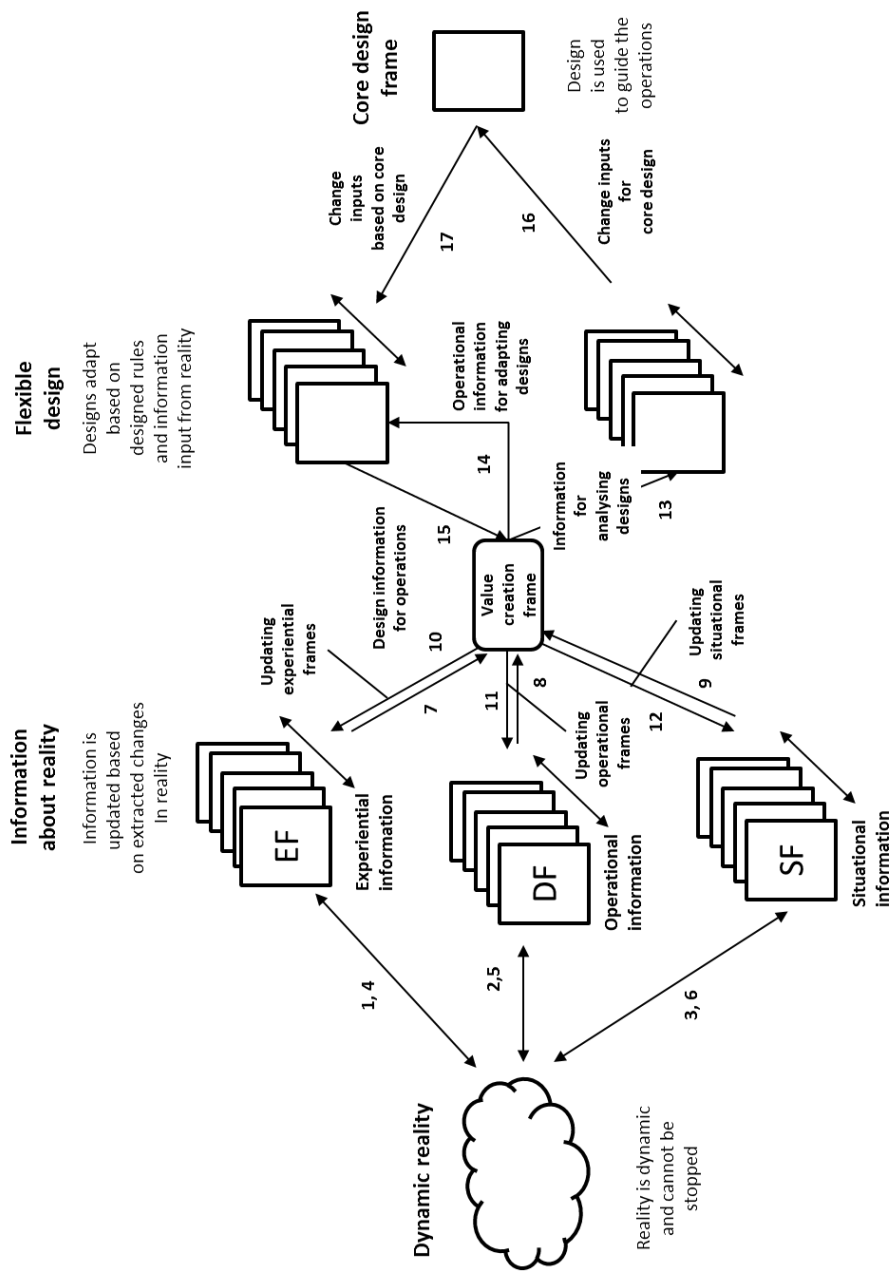 Dynamic reality
Reality is dynamic
and cannot be
stopped
Information
about reality
Information is
updated based
on extracted changes
In reality
Flexible
design
Designs adapt
based on
designed rules
and information
input from reality
Core design
frame
Design
is used
to guide the
operations
1, 4
2,5
3, 6
EF
Experiential
information
DF
Operational
information
SF
Situational
information
Updating
experiential
frames
7
10
11
8
Updating
operational
frames
12
9
Updating
situational
frames
Value
creation
frame
Design information
for operations
15
14
Operational
information
for adapting
designs
Information
for
analysing
designs
13
Change
inputs
based on core
design
17
16
Change inputs
for
core design